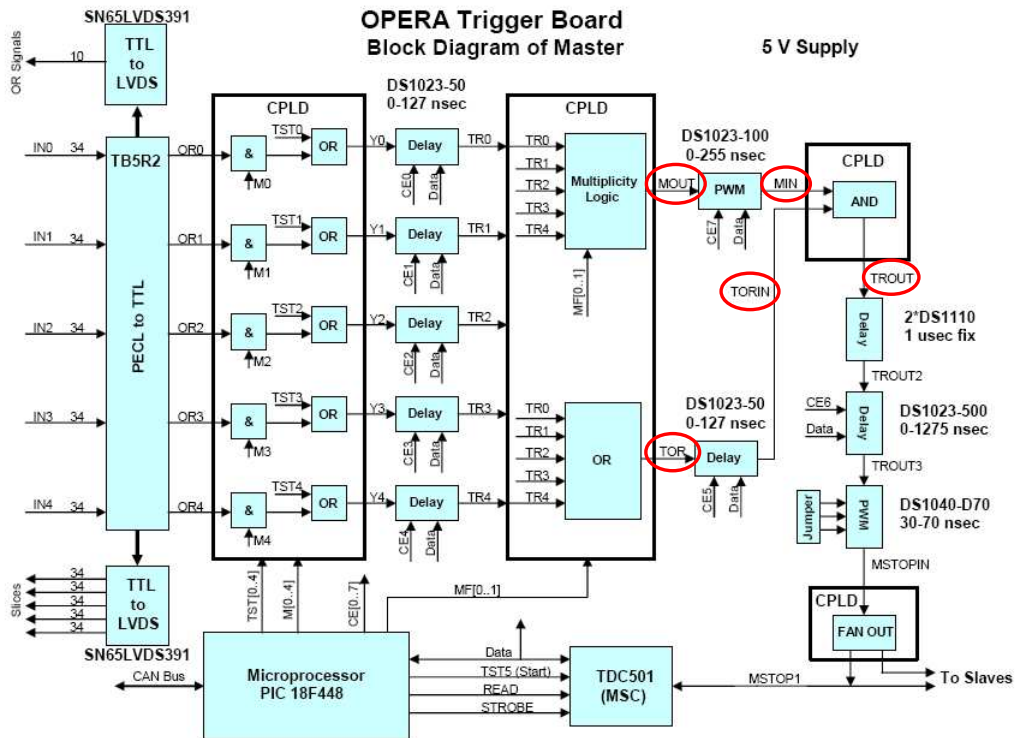 OPERA Trigger Board
Block Diagram of Master
5 V Supply
SN65LVDS391
OR Signals
10
TTL
to
LVDS
DS1023-50
0-127 nsec
CPLD
CPLD
DS1023-100
0-255 nsec
CPLD
TB5R2
PECL to TTL
IN0 34
OR0
&
M0
TST0
OR
Y0
Delay
CE0
Data
TR0
IN1 34
OR1
&
M1
TST1
OR
Y1
Delay
CE1
Data
TR1
IN2 34
OR2
&
M2
TST2
OR
Y2
Delay
CE2
Data
TR2
IN3 34
OR3
&
M3
TST3
OR
Y3
Delay
CE3
Data
TR3
IN4 34
OR4
&
M4
TST4
OR
Y4
Delay
CE4
Data
TR4
TR0
TR1
TR2
TR3
TR4
Multiplicity
Logic
MF[0..1]
MOUT
PWM
CE7
Data
MIN
AND
TORIN
TROUT
TR0
TR1
TR2
TR3
TR4
OR
TOR
DS1023-50
0-127 nsec
Delay
CE5
Data
Delay
2*DS1110
1 usec fix
TROUT2
CE6
Data
Delay
DS1023-500
0-1275 nsec
TROUT3
Jumper
PWM
DS1040-D70
30-70 nsec
MSTOPIN
CPLD
FAN OUT
To Slaves
Slices
34
34
34
34
34
TTL
to
LVDS
SN65LVDS391
TST[0..4]
M[0..4]
CE[0..7]
MF[0..1]
CAN Bus
Microprocessor
PIC 18F448
Data
TST5 (Start)
READ
STROBE
TDC501
(MSC)
MSTOP1